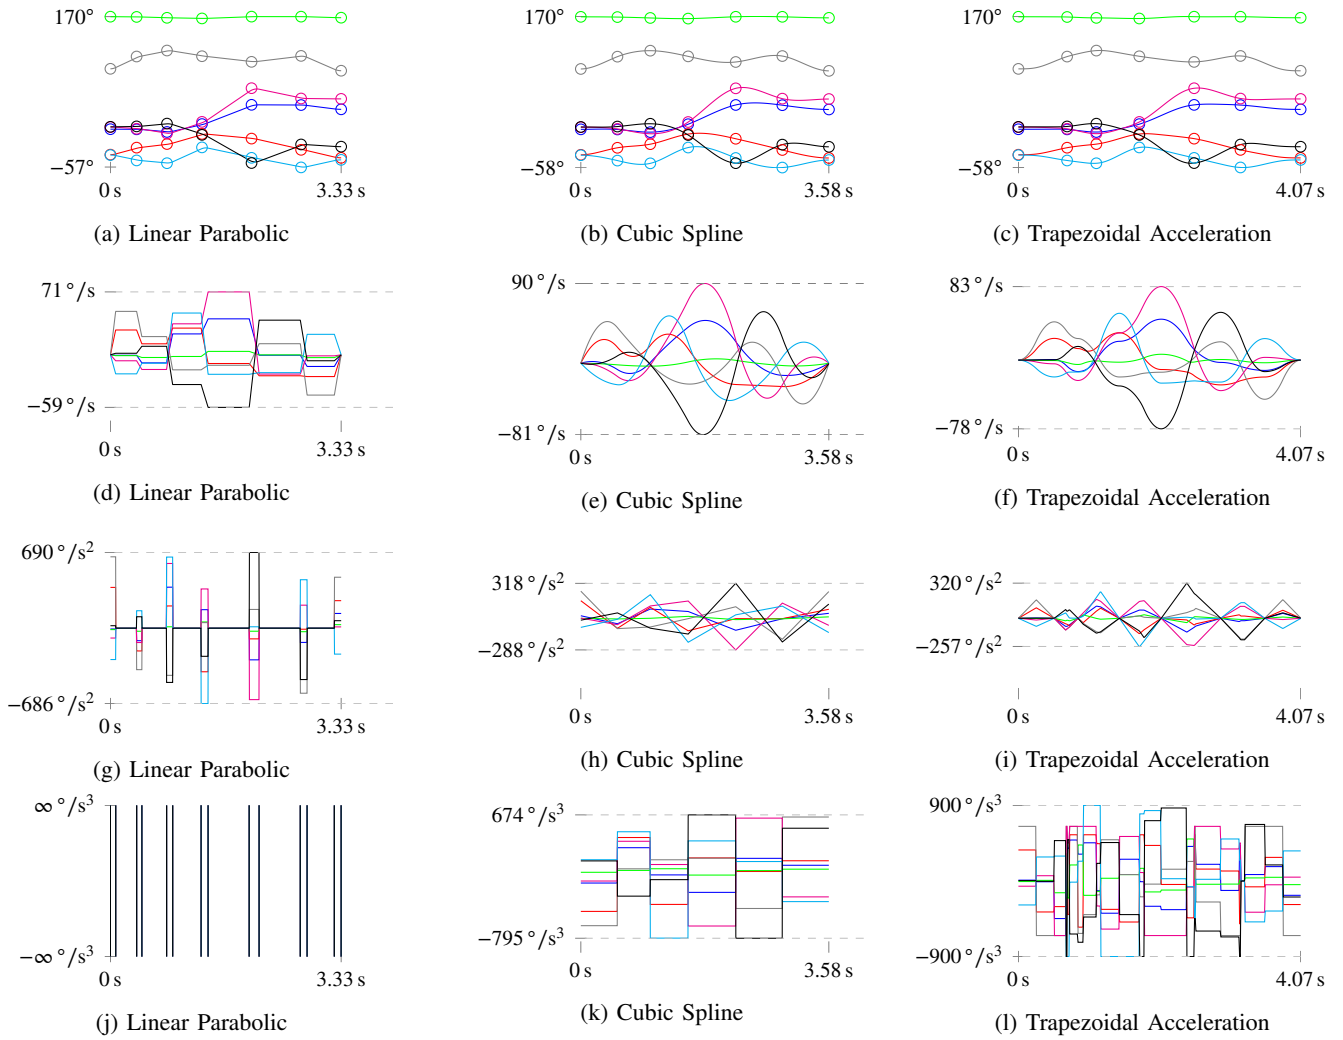 170° 170° 170°
−57° −58° −58°
0 s 3.33 s 0 s 3.58 s 0 s 4.07 s
(a) Linear Parabolic (b) Cubic Spline (c) Trapezoidal Acceleration
71 °/s 90 °/s 83 °/s
−59 °/s −81 °/s −78 °/s
0 s 3.33 s 0 s 3.58 s 0 s 4.07 s
(d) Linear Parabolic (e) Cubic Spline (f) Trapezoidal Acceleration
690 °/s² 318 °/s² 320 °/s²
−686 °/s² −288 °/s² −257 °/s²
0 s 3.33 s 0 s 3.58 s 0 s 4.07 s
(g) Linear Parabolic (h) Cubic Spline (i) Trapezoidal Acceleration
∞ °/s³ 674 °/s³ 900 °/s³
−∞ °/s³ −795 °/s³ −900 °/s³
0 s 3.33 s 0 s 3.58 s 0 s 4.07 s
(j) Linear Parabolic (k) Cubic Spline (l) Trapezoidal Acceleration